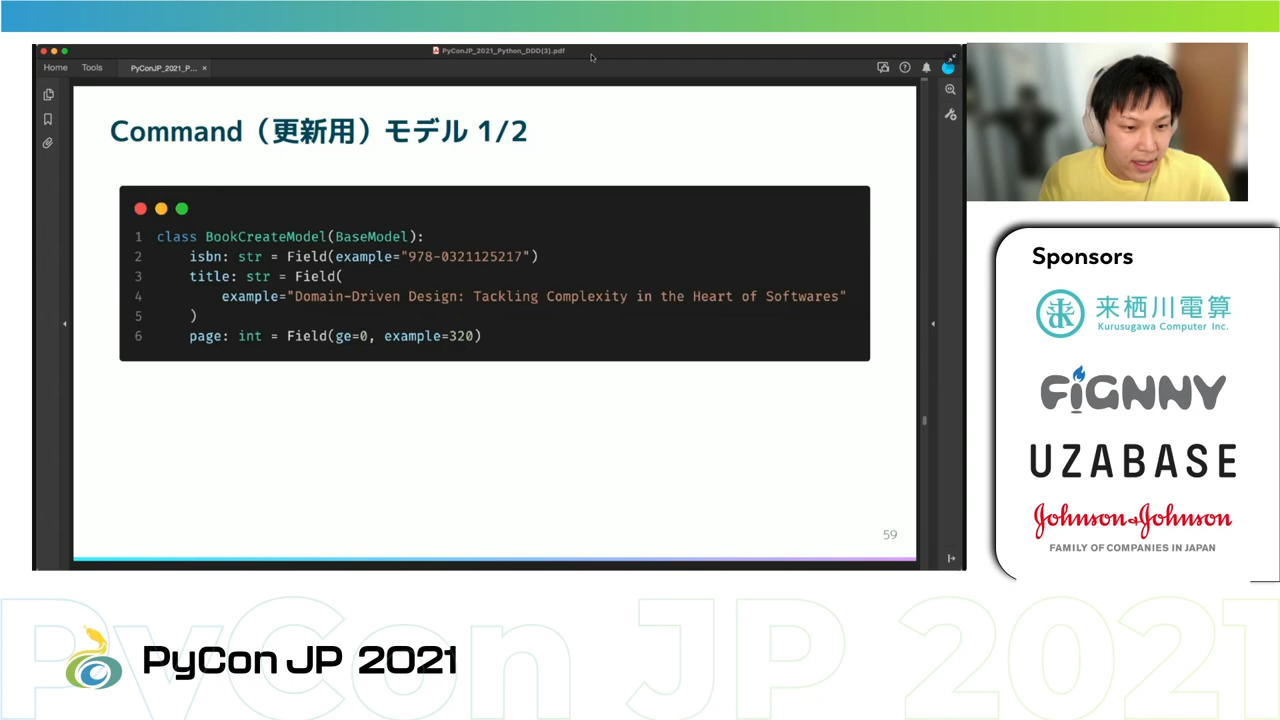 PyConJP_2021_Python_DDD(3).pdf
Home Tools PyConJP_2021_P... ×
Command（更新用）モデル 1/2
1 class BookCreateModel(BaseModel):
2 isbn: str = Field(example="978-0321125217")
3 title: str = Field(
4 example="Domain-Driven Design: Tackling Complexity in the Heart of Softwares"
5 )
6 page: int = Field(ge=0, example=320)
59
Sponsors
来栖川電算
Kurusugawa Computer Inc.
FiGNNY
UZABASE
Johnson&Johnson
FAMILY OF COMPANIES IN JAPAN
PyCon JP 2021
PyCon JP 2021